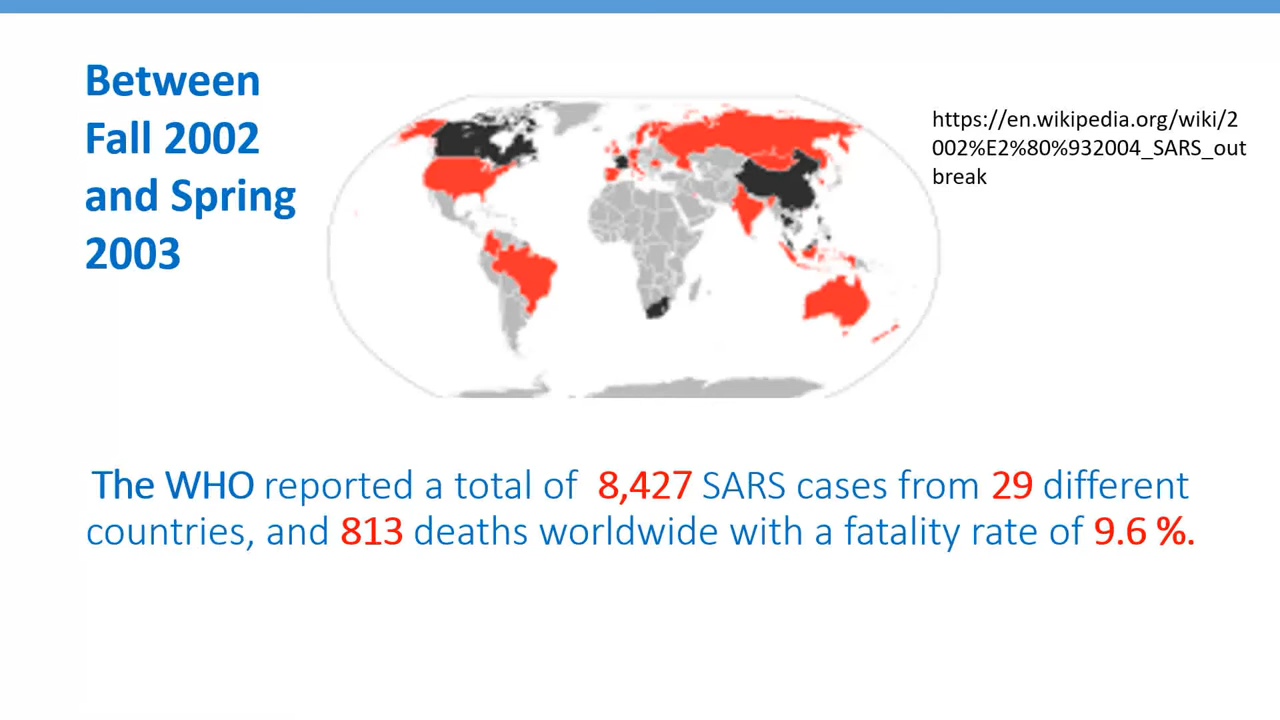 Between
Fall 2002
and Spring
2003
https://en.wikipedia.org/wiki/2
002%E2%80%932004_SARS_out
break
The WHO reported a total of 8,427 SARS cases from 29 different
countries, and 813 deaths worldwide with a fatality rate of 9.6 %.